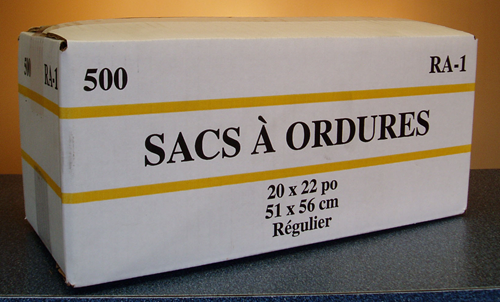 500 RA-1
500 RA-1
SACS À ORDURES
20 x 22 po
51 x 56 cm
Régulier